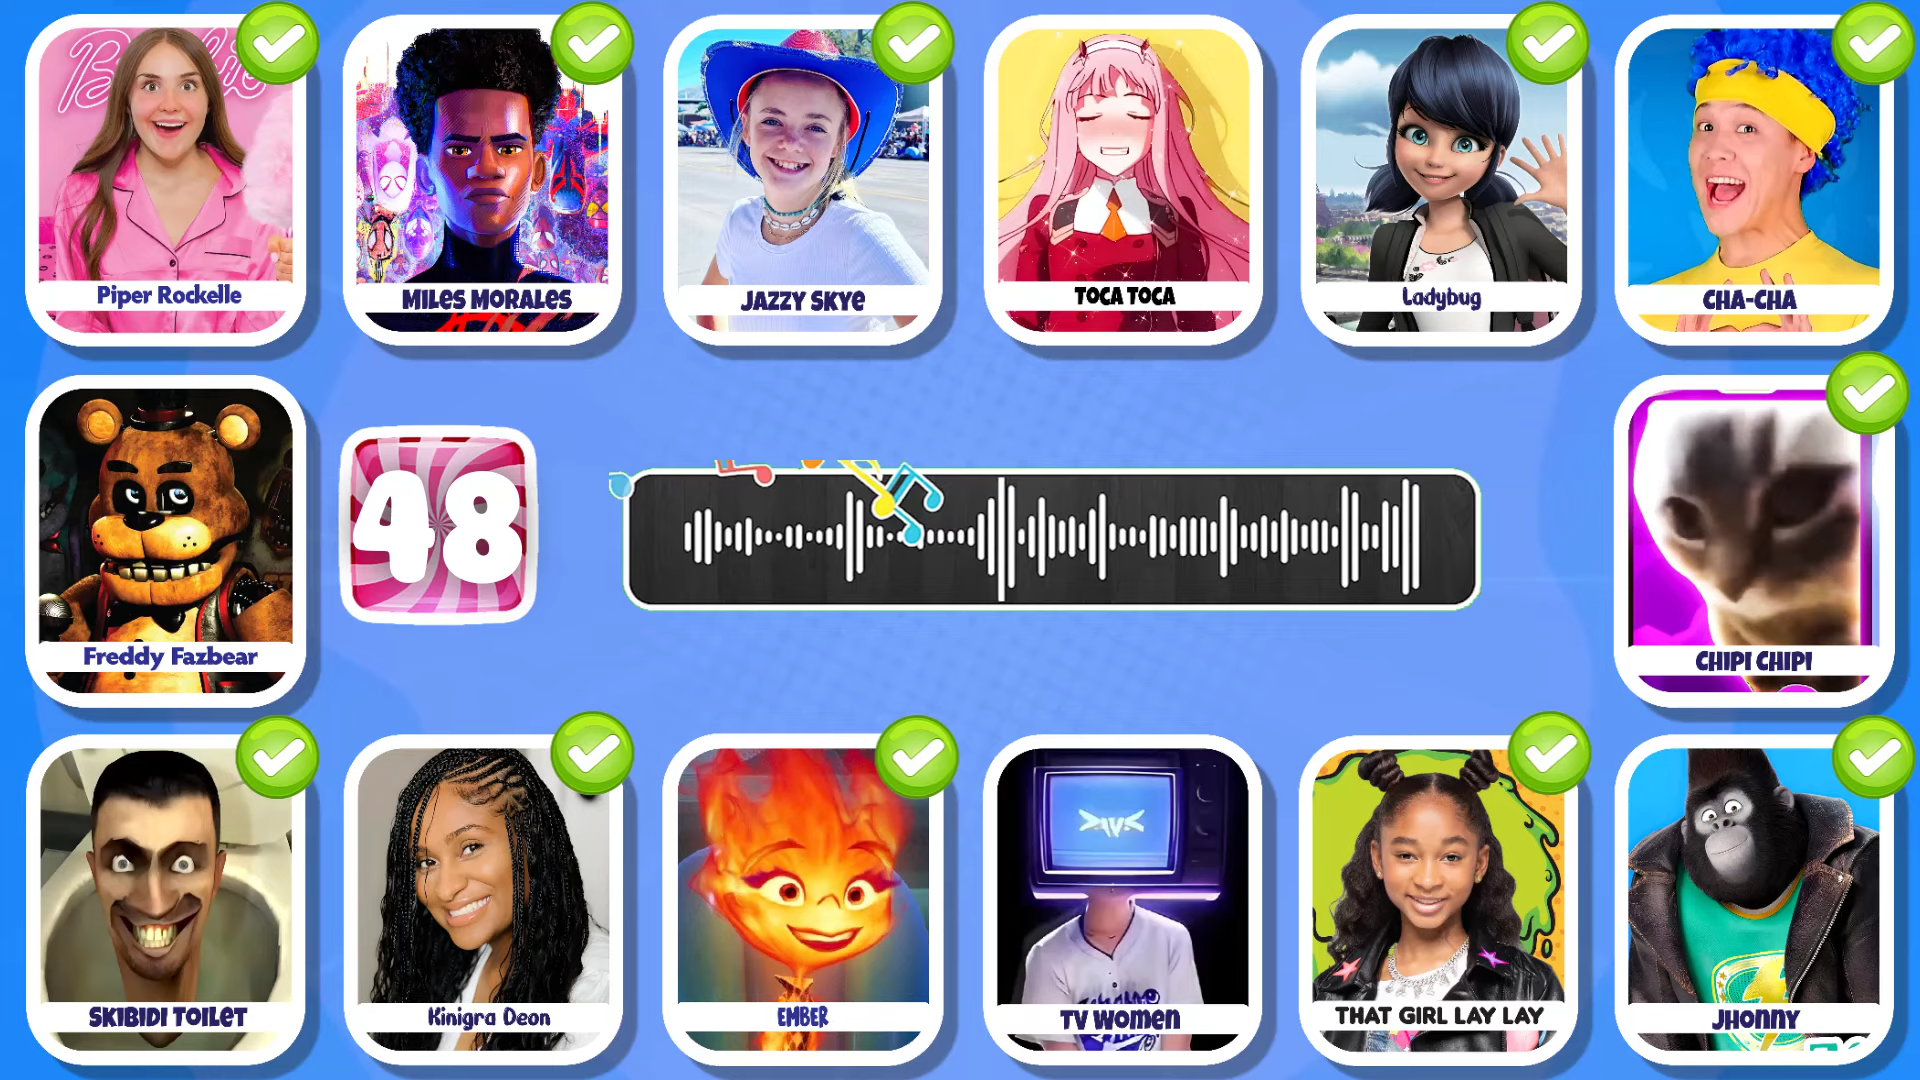 Barbie
Piper Rockelle
MILES MORALES
JAZZY SKYE
TOCA TOCA
Ladybug
CHA-CHA
Freddy Fazbear
48
CHIPI CHIPI
SKIBIDI TOILET
Kinigra Deon
EMBER
TV WOMEN
THAT GIRL LAY LAY
JHONNY